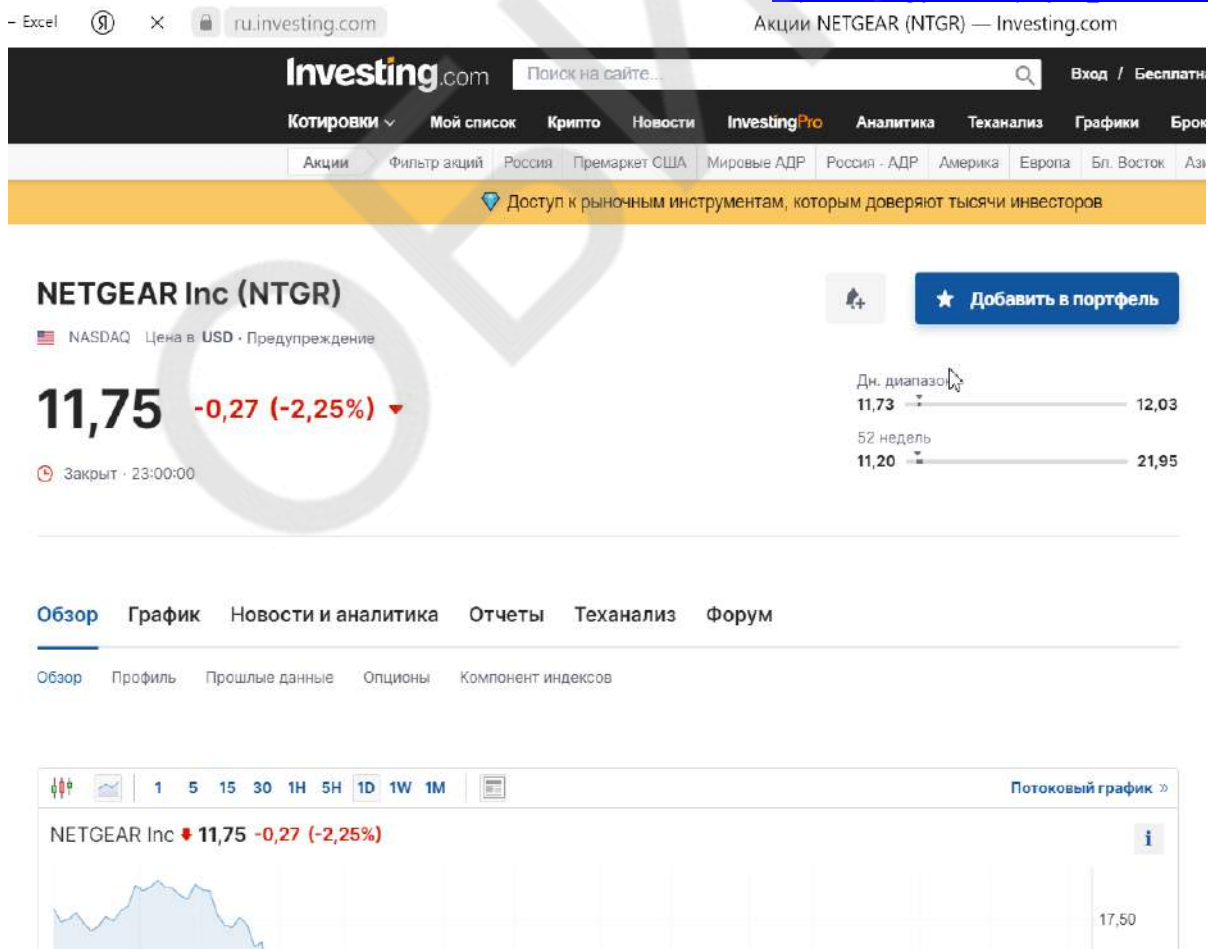 – Excel
Я
ru.investing.com
Акции NETGEAR (NTGR) — Investing.com
Investing.com
Поиск на сайте...
Вход / Бесплатн
Котировки Мой список Крипто Новости InvestingPro Аналитика Теханализ Графики Брок
Акции Фильтр акций Россия Премаркет США Мировые АДР Россия - АДР Америка Европа Бл. Восток Ази
Доступ к рыночным инструментам, которым доверяют тысячи инвесторов
NETGEAR Inc (NTGR)
Добавить в портфель
NASDAQ Цена в USD · Предупреждение
11,75 -0,27 (-2,25%)
Дн. диапазон
11,73 12,03
52 недель
11,20 21,95
Закрыт · 23:00:00
Обзор График Новости и аналитика Отчеты Теханализ Форум
Обзор Профиль Прошлые данные Опционы Компонент индексов
1 5 15 30 1H 5H 1D 1W 1M
Потоковый график »
NETGEAR Inc 11,75 -0,27 (-2,25%)
i
17,50